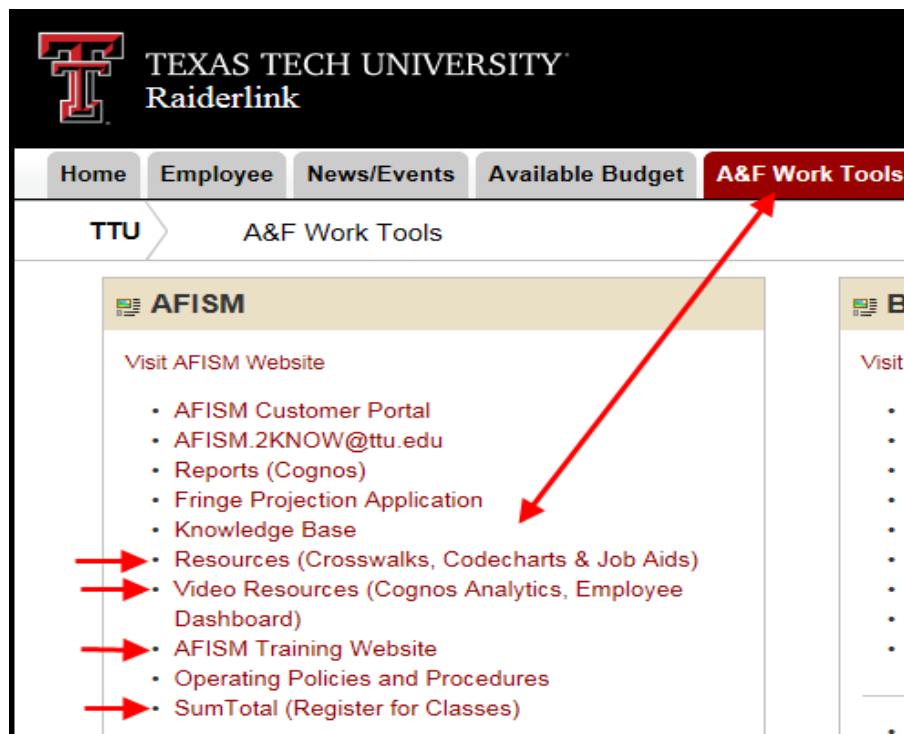 TEXAS TECH UNIVERSITY
Raiderlink
Home Employee News/Events Available Budget A&F Work Tools
TTU A&F Work Tools
AFISM
Visit AFISM Website
• AFISM Customer Portal
• AFISM.2KNOW@ttu.edu
• Reports (Cognos)
• Fringe Projection Application
• Knowledge Base
• Resources (Crosswalks, Codecharts & Job Aids)
• Video Resources (Cognos Analytics, Employee
Dashboard)
• AFISM Training Website
• Operating Policies and Procedures
• SumTotal (Register for Classes)
B
Visit